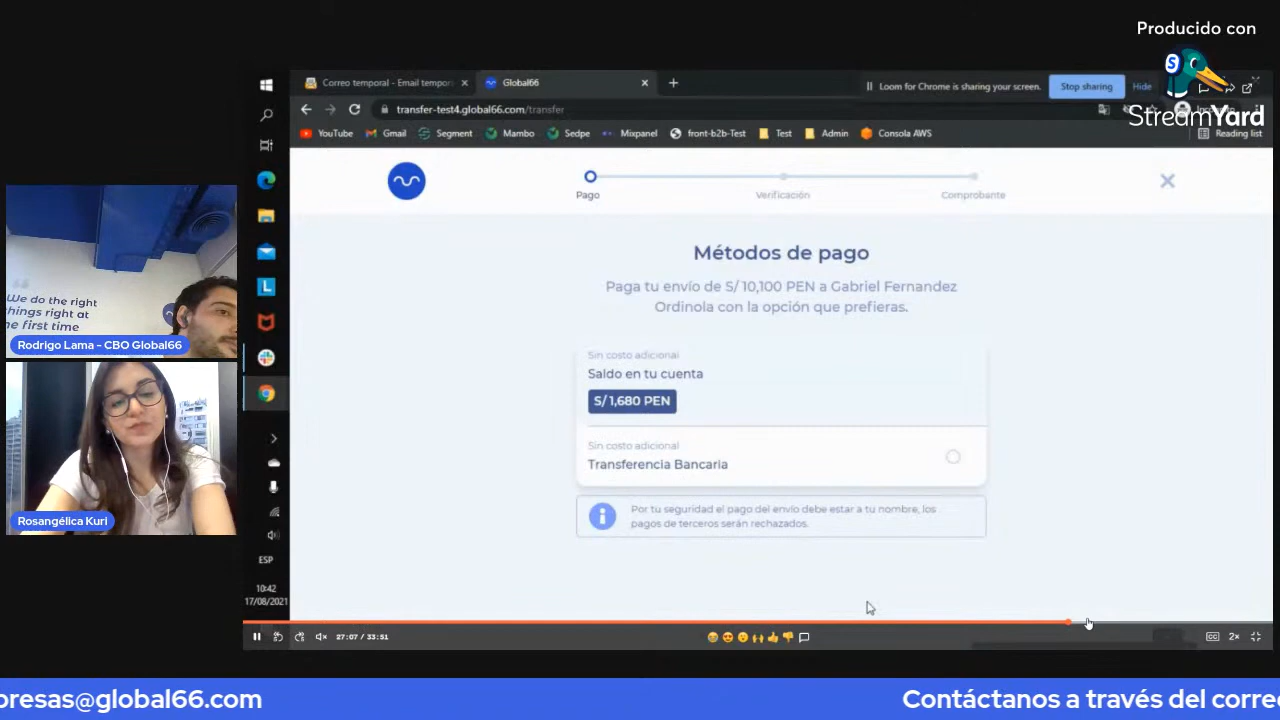 Producido con
StreamYard
Correo temporal - Email tempor
Global66
Loom for Chrome is sharing your screen.
Stop sharing
Hide
transfer-test4.global66.com/transfer
YouTube
Gmail
Segment
Mambo
Sedpe
Mixpanel
front-b2b-Test
Test
Admin
Consola AWS
Reading list
Pago
Verificación
Comprobante
Métodos de pago
Paga tu envío de S/ 10,100 PEN a Gabriel Fernandez
Ordinola con la opción que prefieras.
Sin costo adicional
Saldo en tu cuenta
S/ 1,680 PEN
Sin costo adicional
Transferencia Bancaria
Por tu seguridad el pago del envío debe estar a tu nombre, los
pagos de terceros serán rechazados.
We do the right
things right at
he first time
Rodrigo Lama - CBO Global66
Rosangélica Kuri
ESP
10:42
17/08/2021
27:07 / 33:51
CC
2×
presas@global66.com
Contáctanos a través del corre